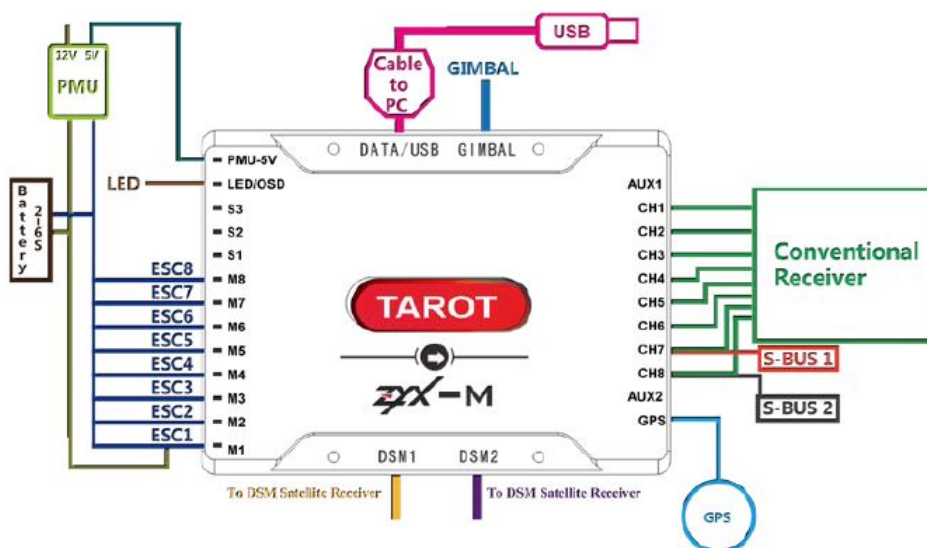 USB
Cable
to
PC
GIMBAL
12V 5V
PMU
DATA/USB GIMBAL
PMU-5V
LED
LED/OSD
Battery
2-6S
S3
S2
S1
ESC8
M8
ESC7
M7
ESC6
M6
ESC5
M5
ESC4
M4
ESC3
M3
ESC2
M2
ESC1
M1
TAROT
ZYX-M
AUX1
CH1
CH2
CH3
CH4
CH5
CH6
CH7
CH8
AUX2
GPS
Conventional
Receiver
S-BUS 1
S-BUS 2
DSM1 DSM2
To DSM Satellite Receiver
To DSM Satellite Receiver
GPS